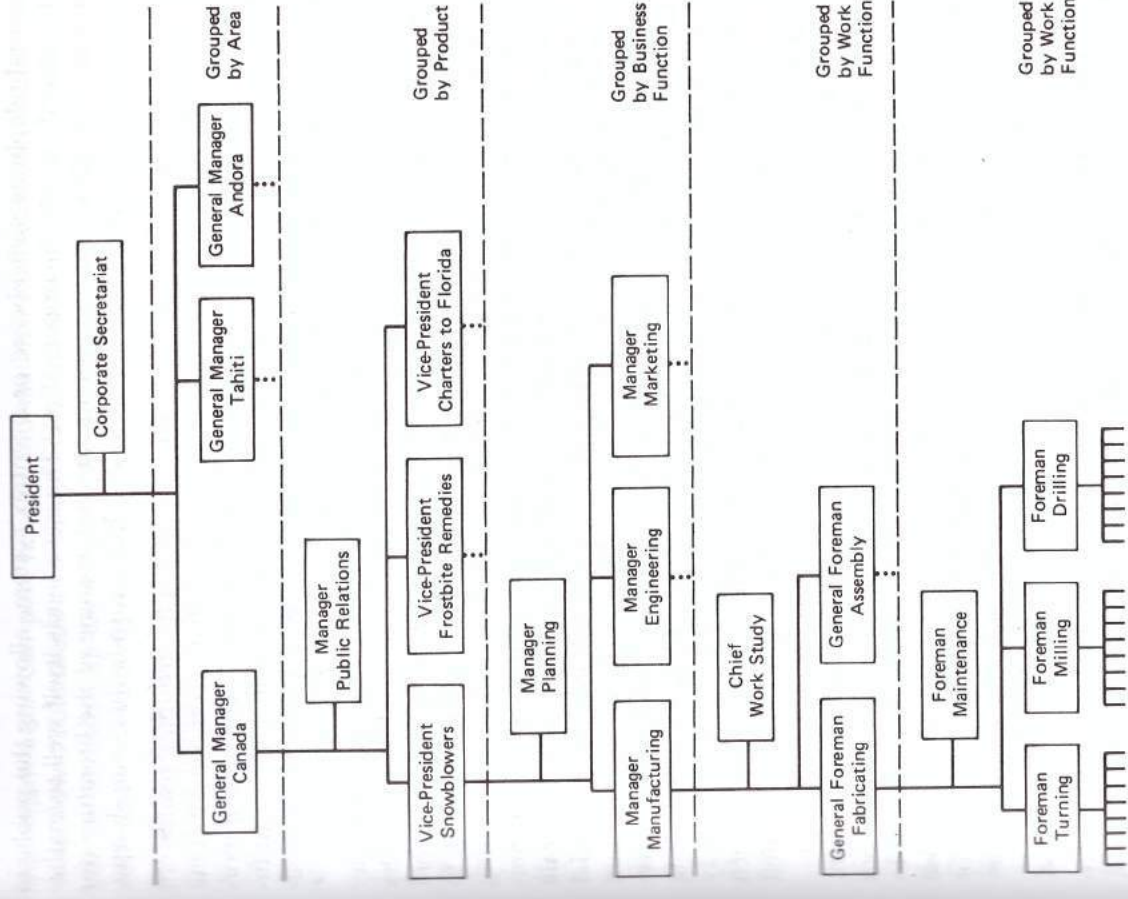 President
Corporate Secretariat
General Manager
Canada
General Manager
Tahiti
General Manager
Andora
Grouped
by Area
Manager
Public Relations
Vice-President
Snowblowers
Vice-President
Frostbite Remedies
Vice-President
Charters to Florida
Grouped
by Product
Manager
Planning
Manager
Manufacturing
Manager
Engineering
Manager
Marketing
Grouped
by Business
Function
Chief
Work Study
General Foreman
Fabricating
General Foreman
Assembly
Grouped
by Work
Function
Foreman
Maintenance
Foreman
Turning
Foreman
Milling
Foreman
Drilling
Grouped
by Work
Function